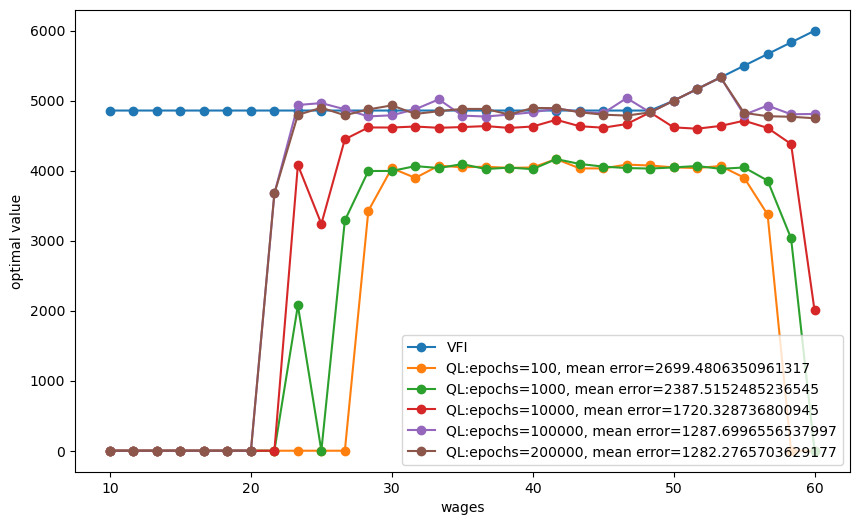 6000
5000
4000
3000
2000
1000
0
optimal value
10 20 30 40 50 60
wages
VFI
QL:epochs=100, mean error=2699.4806350961317
QL:epochs=1000, mean error=2387.5152485236545
QL:epochs=10000, mean error=1720.328736800945
QL:epochs=100000, mean error=1287.6996556537997
QL:epochs=200000, mean error=1282.2765703629177